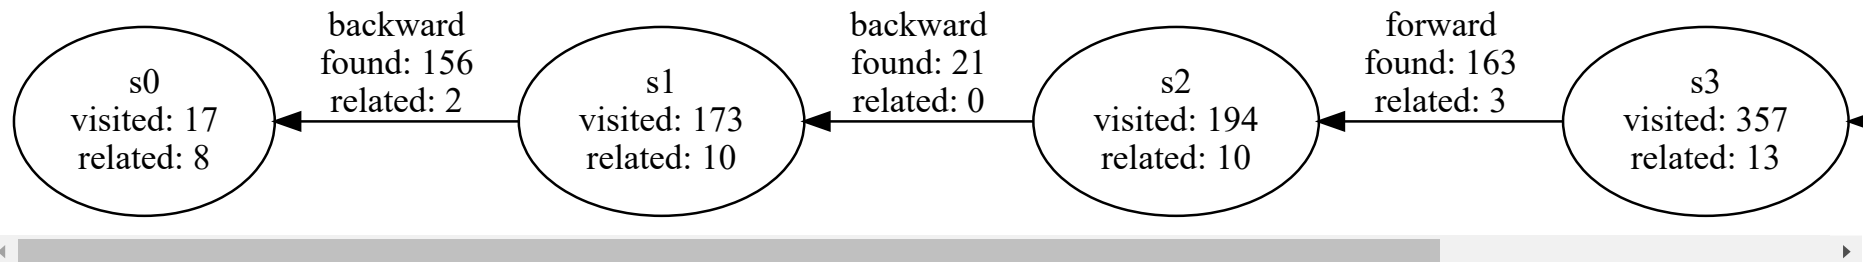 s0
visited: 17
related: 8
backward
found: 156
related: 2
s1
visited: 173
related: 10
backward
found: 21
related: 0
s2
visited: 194
related: 10
forward
found: 163
related: 3
s3
visited: 357
related: 13